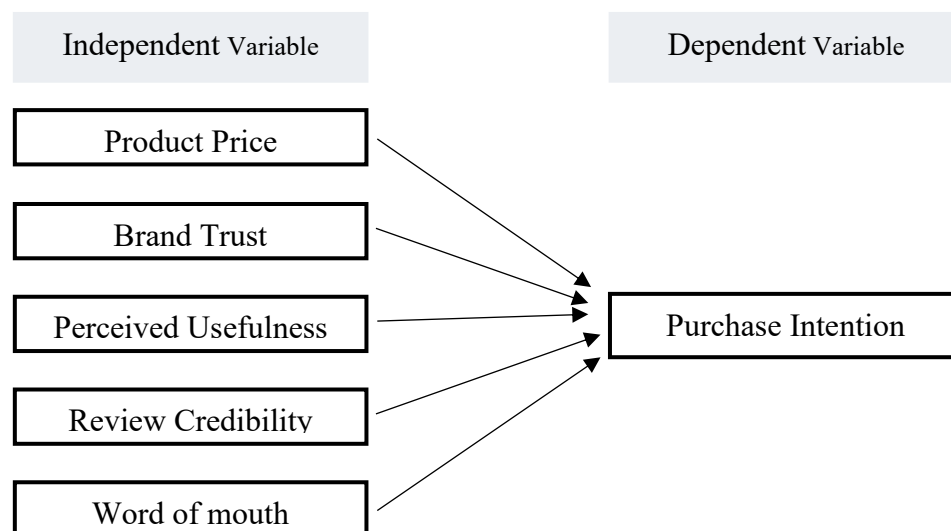 Independent Variable
Dependent Variable
Product Price
Brand Trust
Perceived Usefulness
Purchase Intention
Review Credibility
Word of mouth